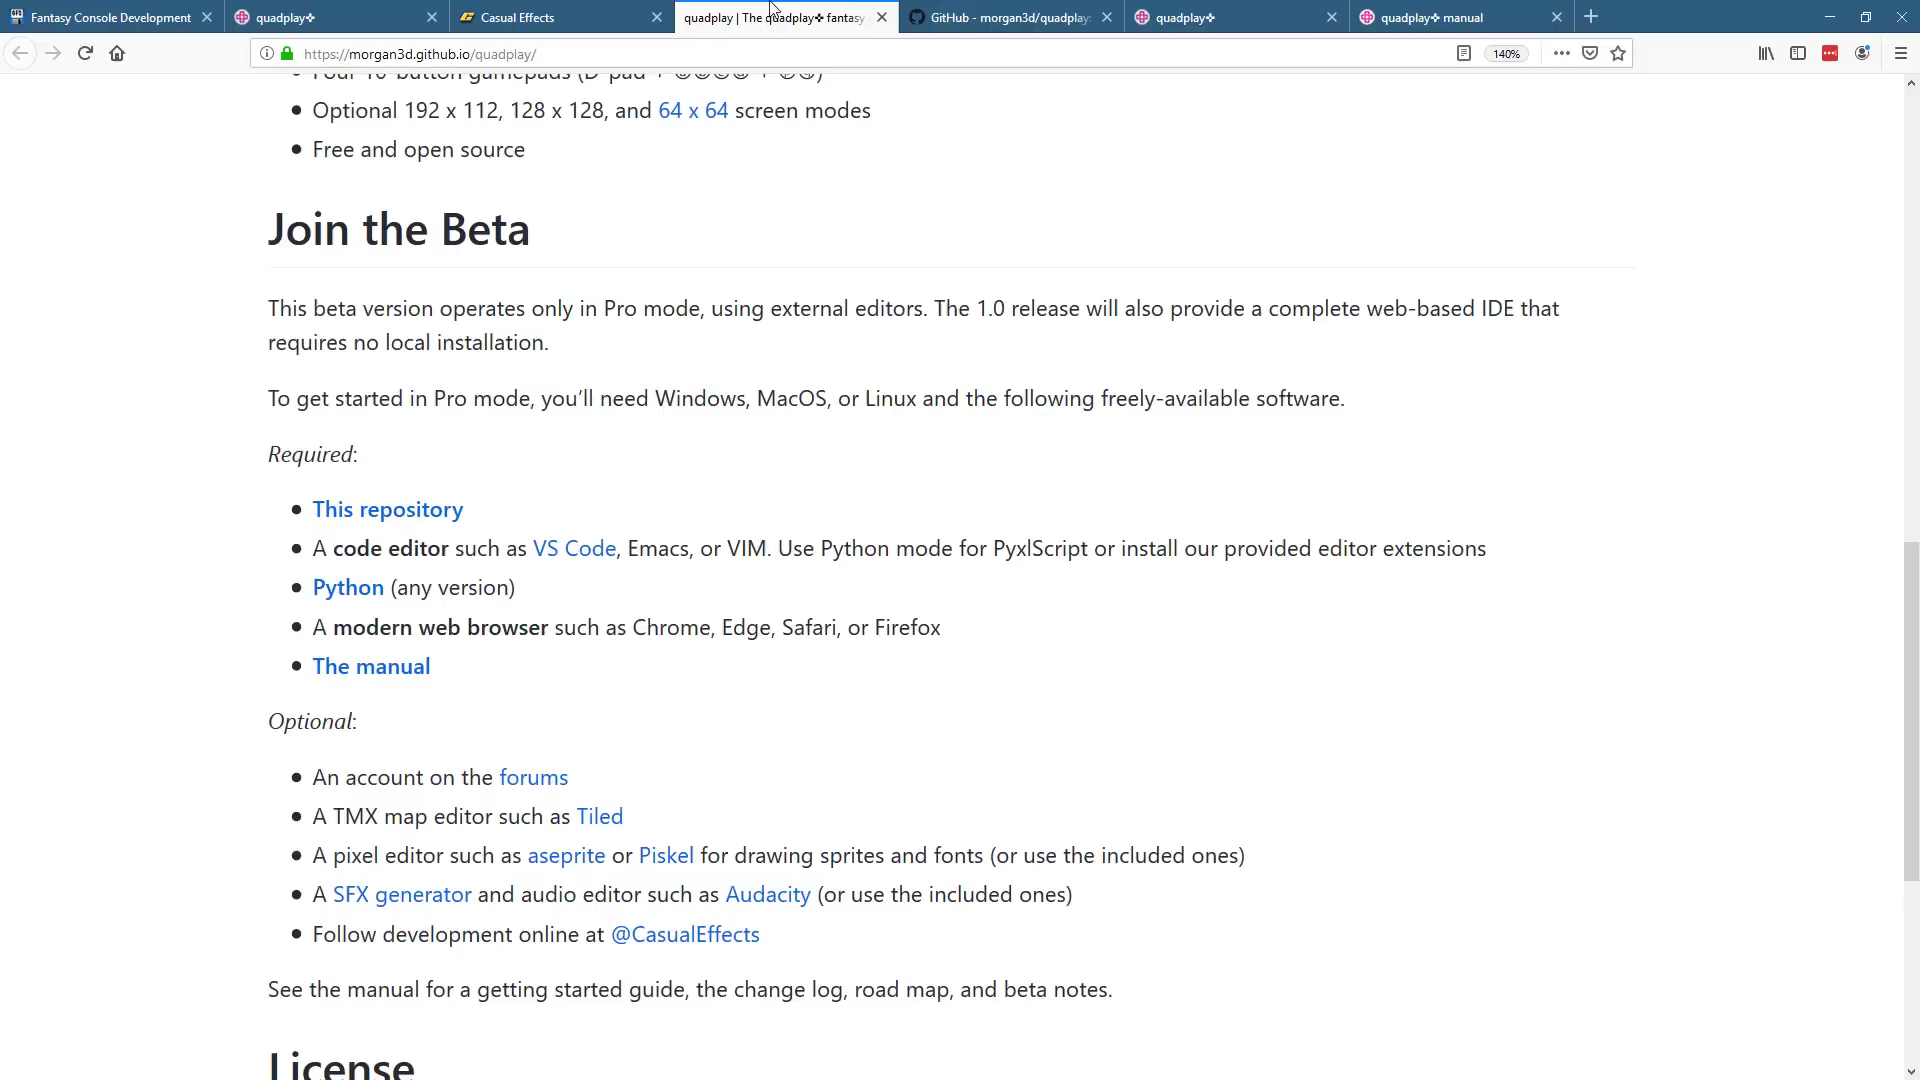 Fantasy Console Development
quadplay✜
Casual Effects
quadplay | The quadplay✜ fantasy
GitHub - morgan3d/quadplay:
quadplay✜
quadplay✜ manual
https://morgan3d.github.io/quadplay/
140%
Optional 192 x 112, 128 x 128, and 64 x 64 screen modes
Free and open source
Join the Beta
This beta version operates only in Pro mode, using external editors. The 1.0 release will also provide a complete web-based IDE that
requires no local installation.
To get started in Pro mode, you’ll need Windows, MacOS, or Linux and the following freely-available software.
Required:
This repository
A code editor such as VS Code, Emacs, or VIM. Use Python mode for PyxlScript or install our provided editor extensions
Python (any version)
A modern web browser such as Chrome, Edge, Safari, or Firefox
The manual
Optional:
An account on the forums
A TMX map editor such as Tiled
A pixel editor such as aseprite or Piskel for drawing sprites and fonts (or use the included ones)
A SFX generator and audio editor such as Audacity (or use the included ones)
Follow development online at @CasualEffects
See the manual for a getting started guide, the change log, road map, and beta notes.
License